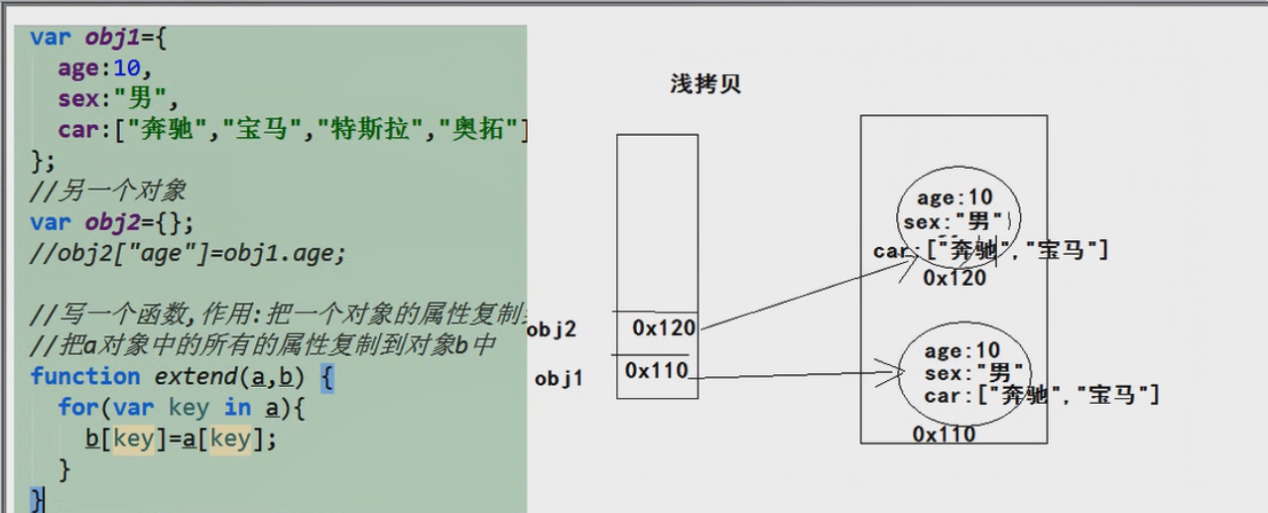 var obj1={
age:10,
sex:"男",
car:["奔驰","宝马","特斯拉","奥拓"]
};
//另一个对象
var obj2={};
//obj2["age"]=obj1.age;
//写一个函数,作用:把一个对象的属性复制
//把a对象中的所有的属性复制到对象b中
function extend(a,b) {
for(var key in a){
b[key]=a[key];
}
}
浅拷贝
obj2
0x120
obj1
0x110
age:10
sex:"男"
car:["奔驰","宝马"]
0x120
age:10
sex:"男"
car:["奔驰","宝马"]
0x110